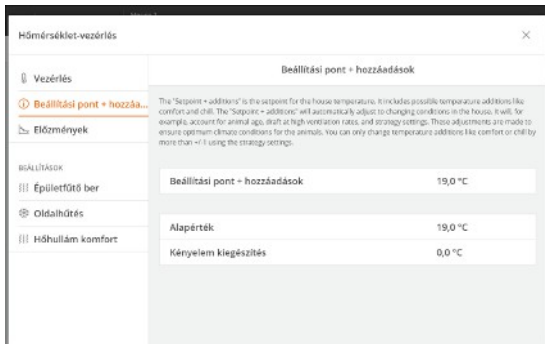 Hőmérséklet-vezérlés
Vezérlés
Beállítási pont + hozzáa...
Előzmények
BEÁLLÍTÁSOK
Épületfűtő ber
Oldalhűtés
Hőhullám komfort
Beállítási pont + hozzáadások
The "Setpoint + additions" is the setpoint for the house temperature. It includes possible temperature additions like
comfort and chill. The "Setpoint + additions" will automatically adjust to changing conditions in the house. It will, for
example, account for animal age, draft at high ventilation rates, and strategy settings. These adjustments are made to
ensure optimum climate conditions for the animals. You can only change temperature additions like comfort or chill by
more than +/-1 using the strategy settings.
Beállítási pont + hozzáadások 19,0 °C
Alapérték 19,0 °C
Kényelem kiegészítés 0,0 °C